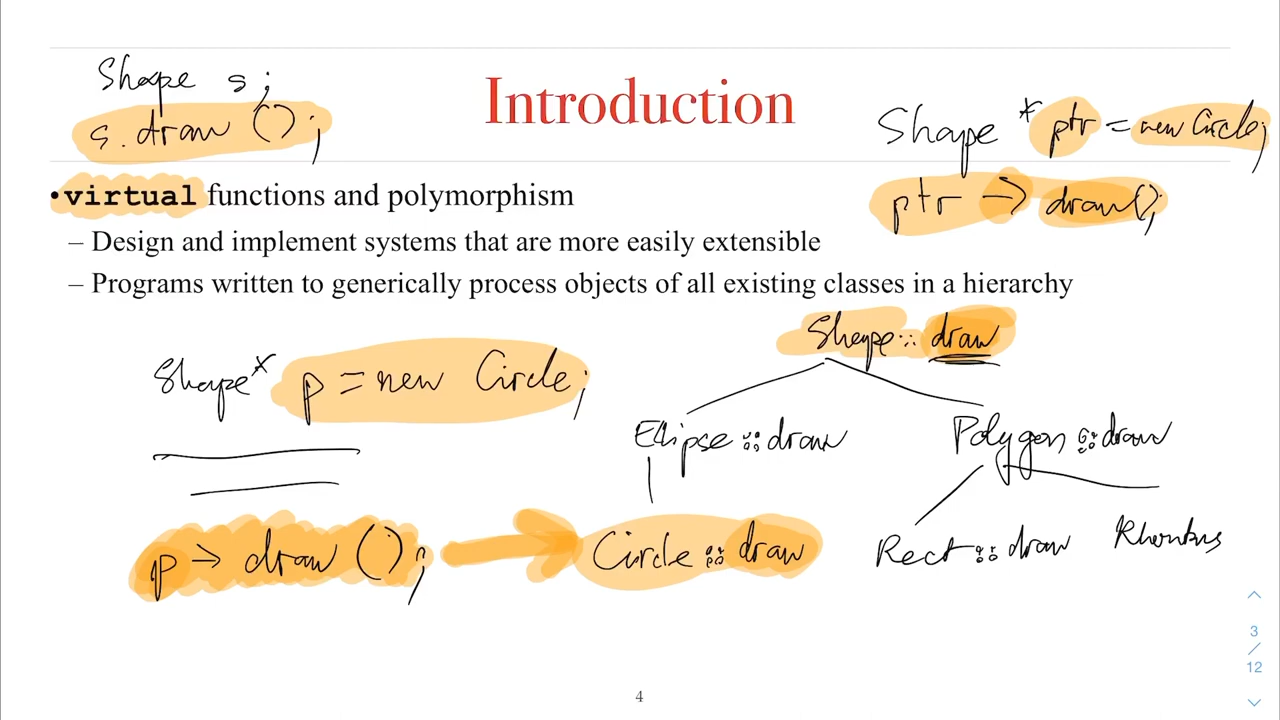 Shape s;
s.draw();
Introduction
Shape *ptr = new Circle;
ptr -> draw();
•virtual functions and polymorphism
– Design and implement systems that are more easily extensible
– Programs written to generically process objects of all existing classes in a hierarchy
Shape::draw
Shape* p = new Circle;
Ellipse::draw
Polygon::draw
p -> draw();
Circle::draw
Rect::draw
Rhombus
3
/
12
4